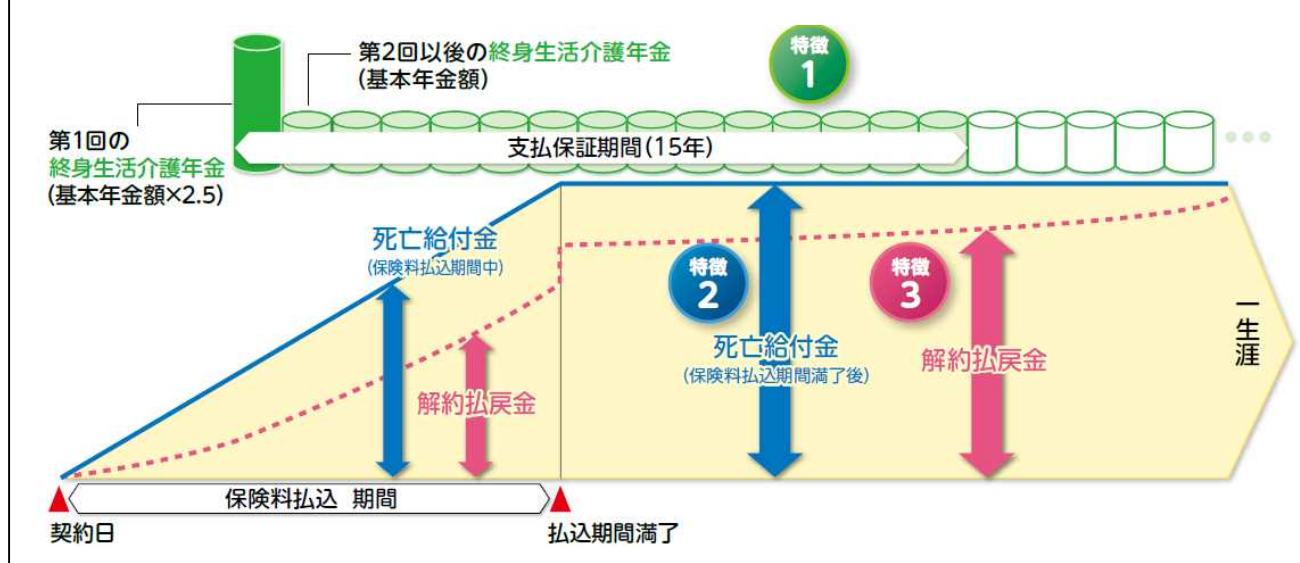 第2回以後の終身生活介護年金
(基本年金額)
特徴
1
第1回の
終身生活介護年金
(基本年金額×2.5)
支払保証期間(15年)
死亡給付金
(保険料払込期間中)
解約払戻金
特徴
2
死亡給付金
(保険料払込期間満了後)
特徴
3
解約払戻金
一生涯
保険料払込 期間
契約日
払込期間満了